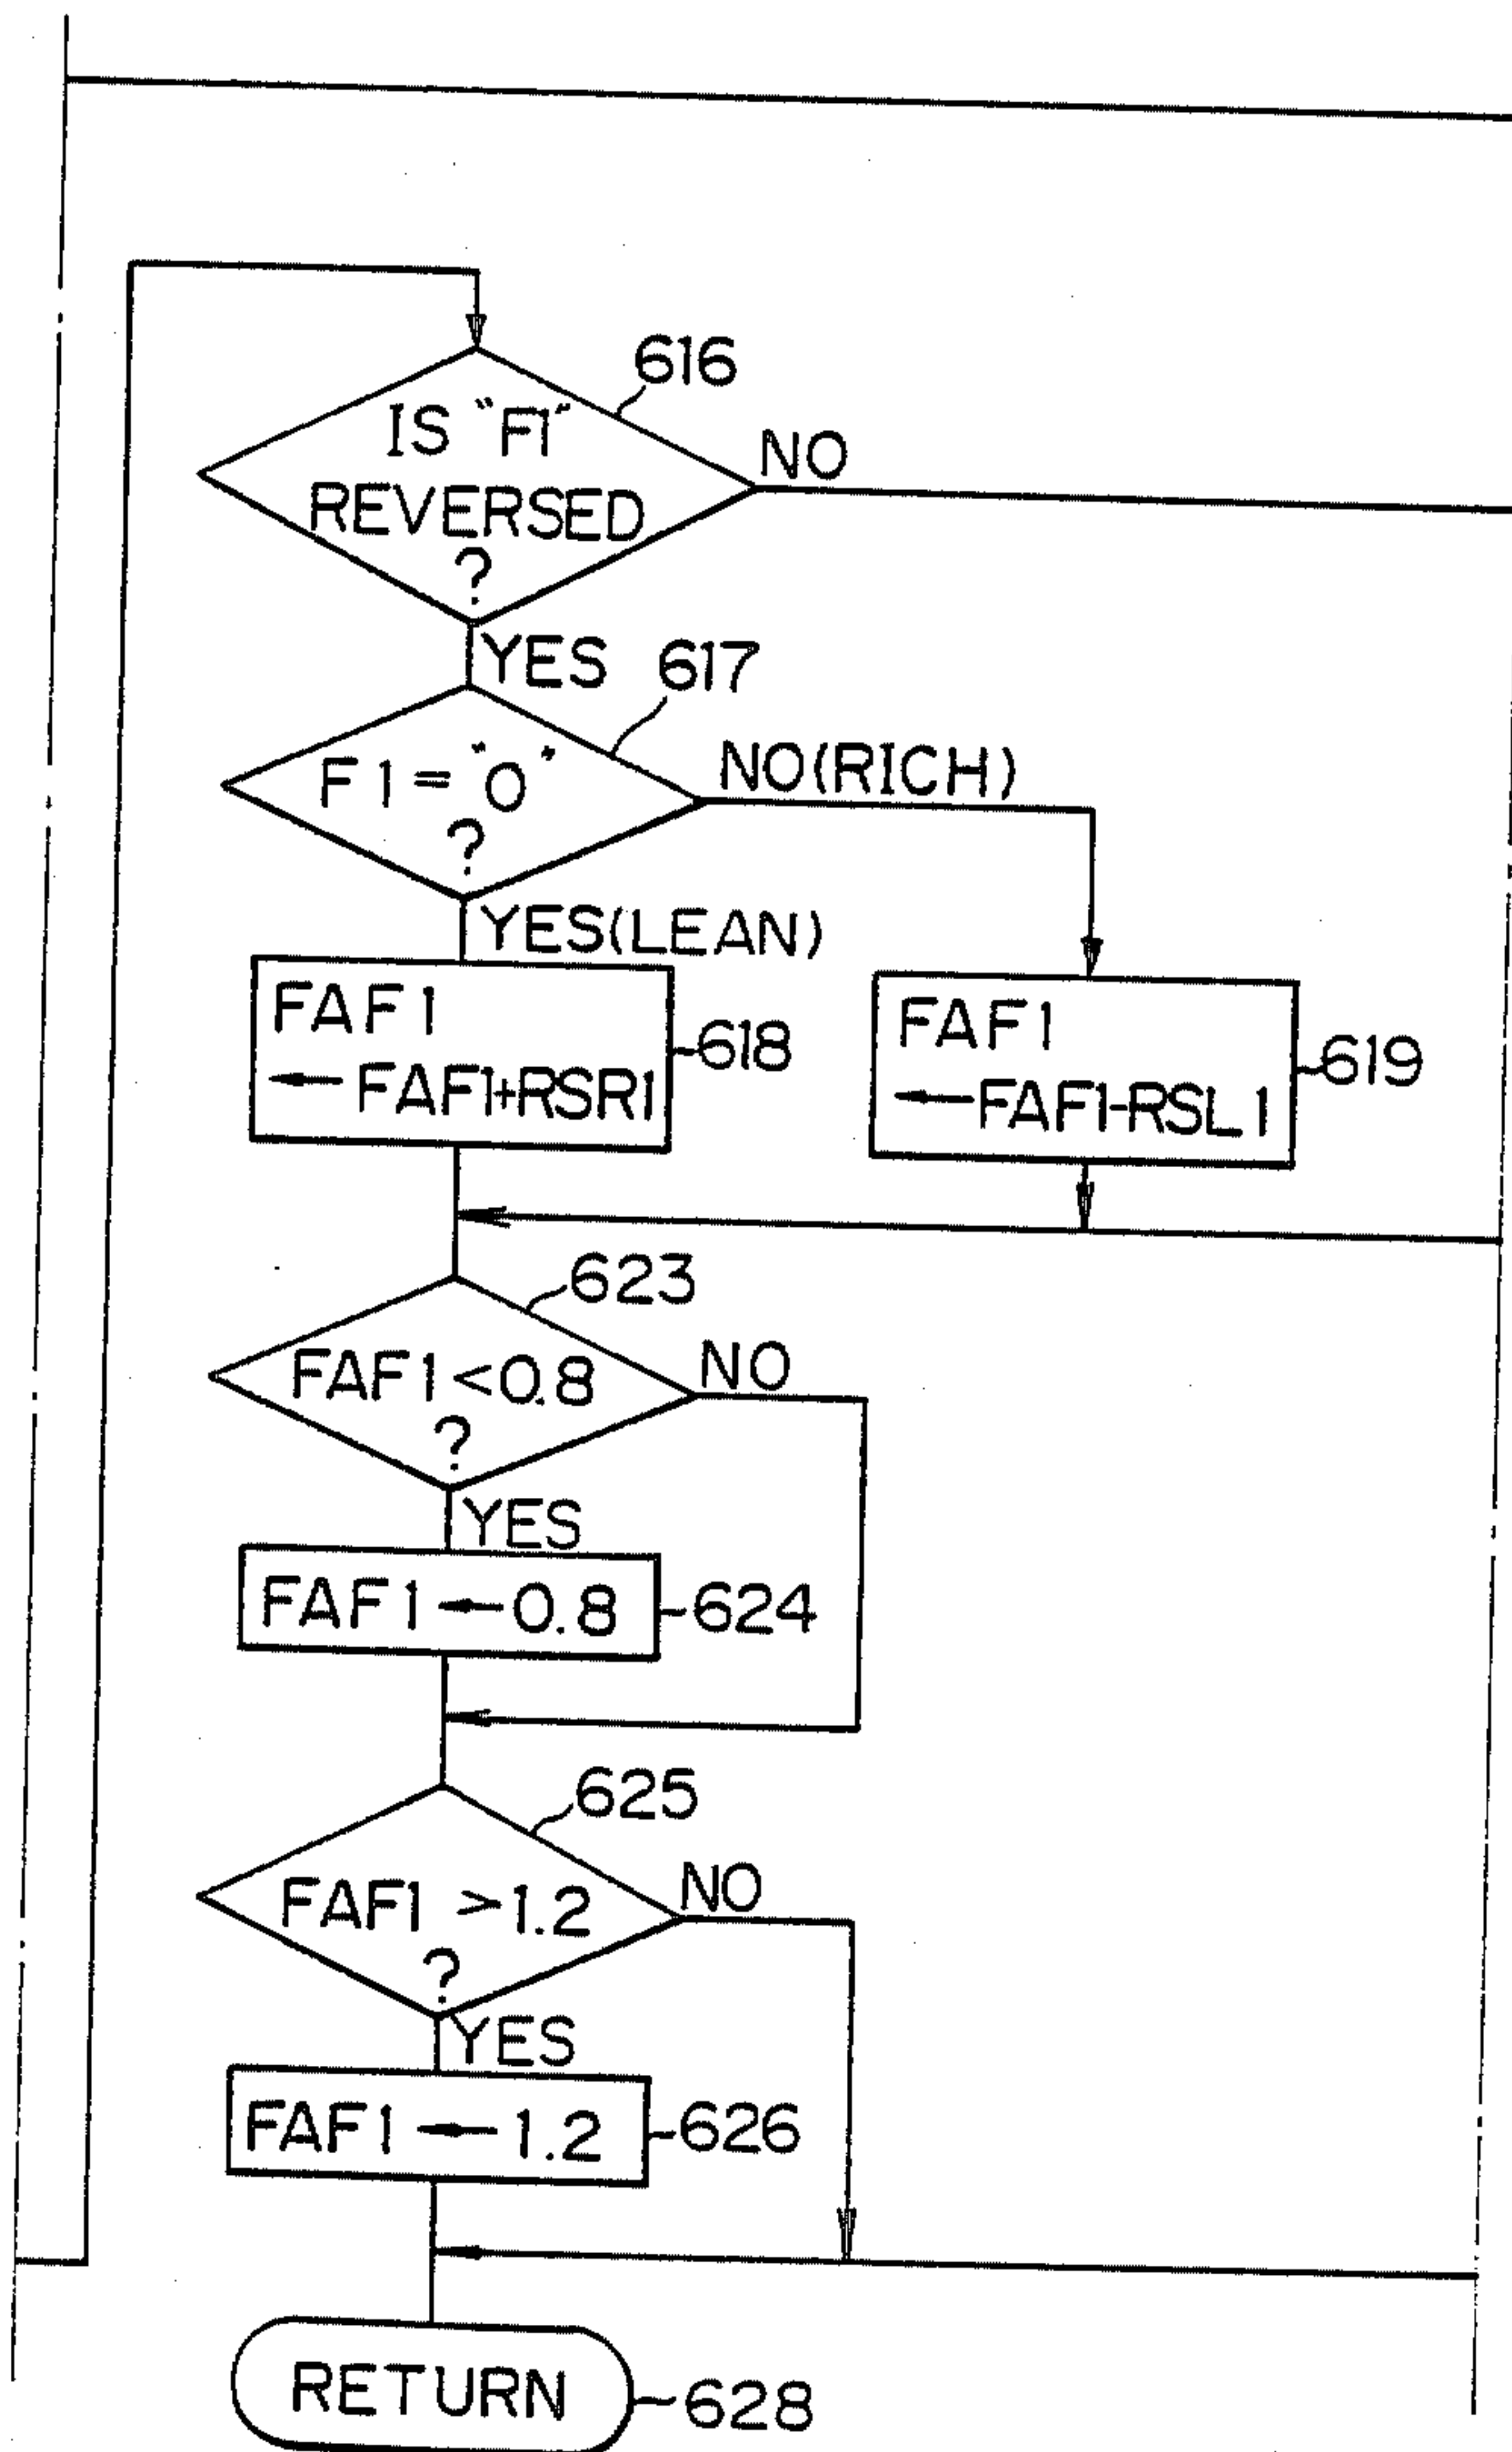 616
IS "F1"
REVERSED
?
NO
YES
617
F1="0"
?
NO(RICH)
YES(LEAN)
FAF1
←FAF1+RSR1
618
FAF1
←FAF1-RSL1
619
623
FAF1<0.8
?
NO
YES
FAF1←0.8
624
625
FAF1 >1.2
?
NO
YES
FAF1←1.2
626
RETURN
628